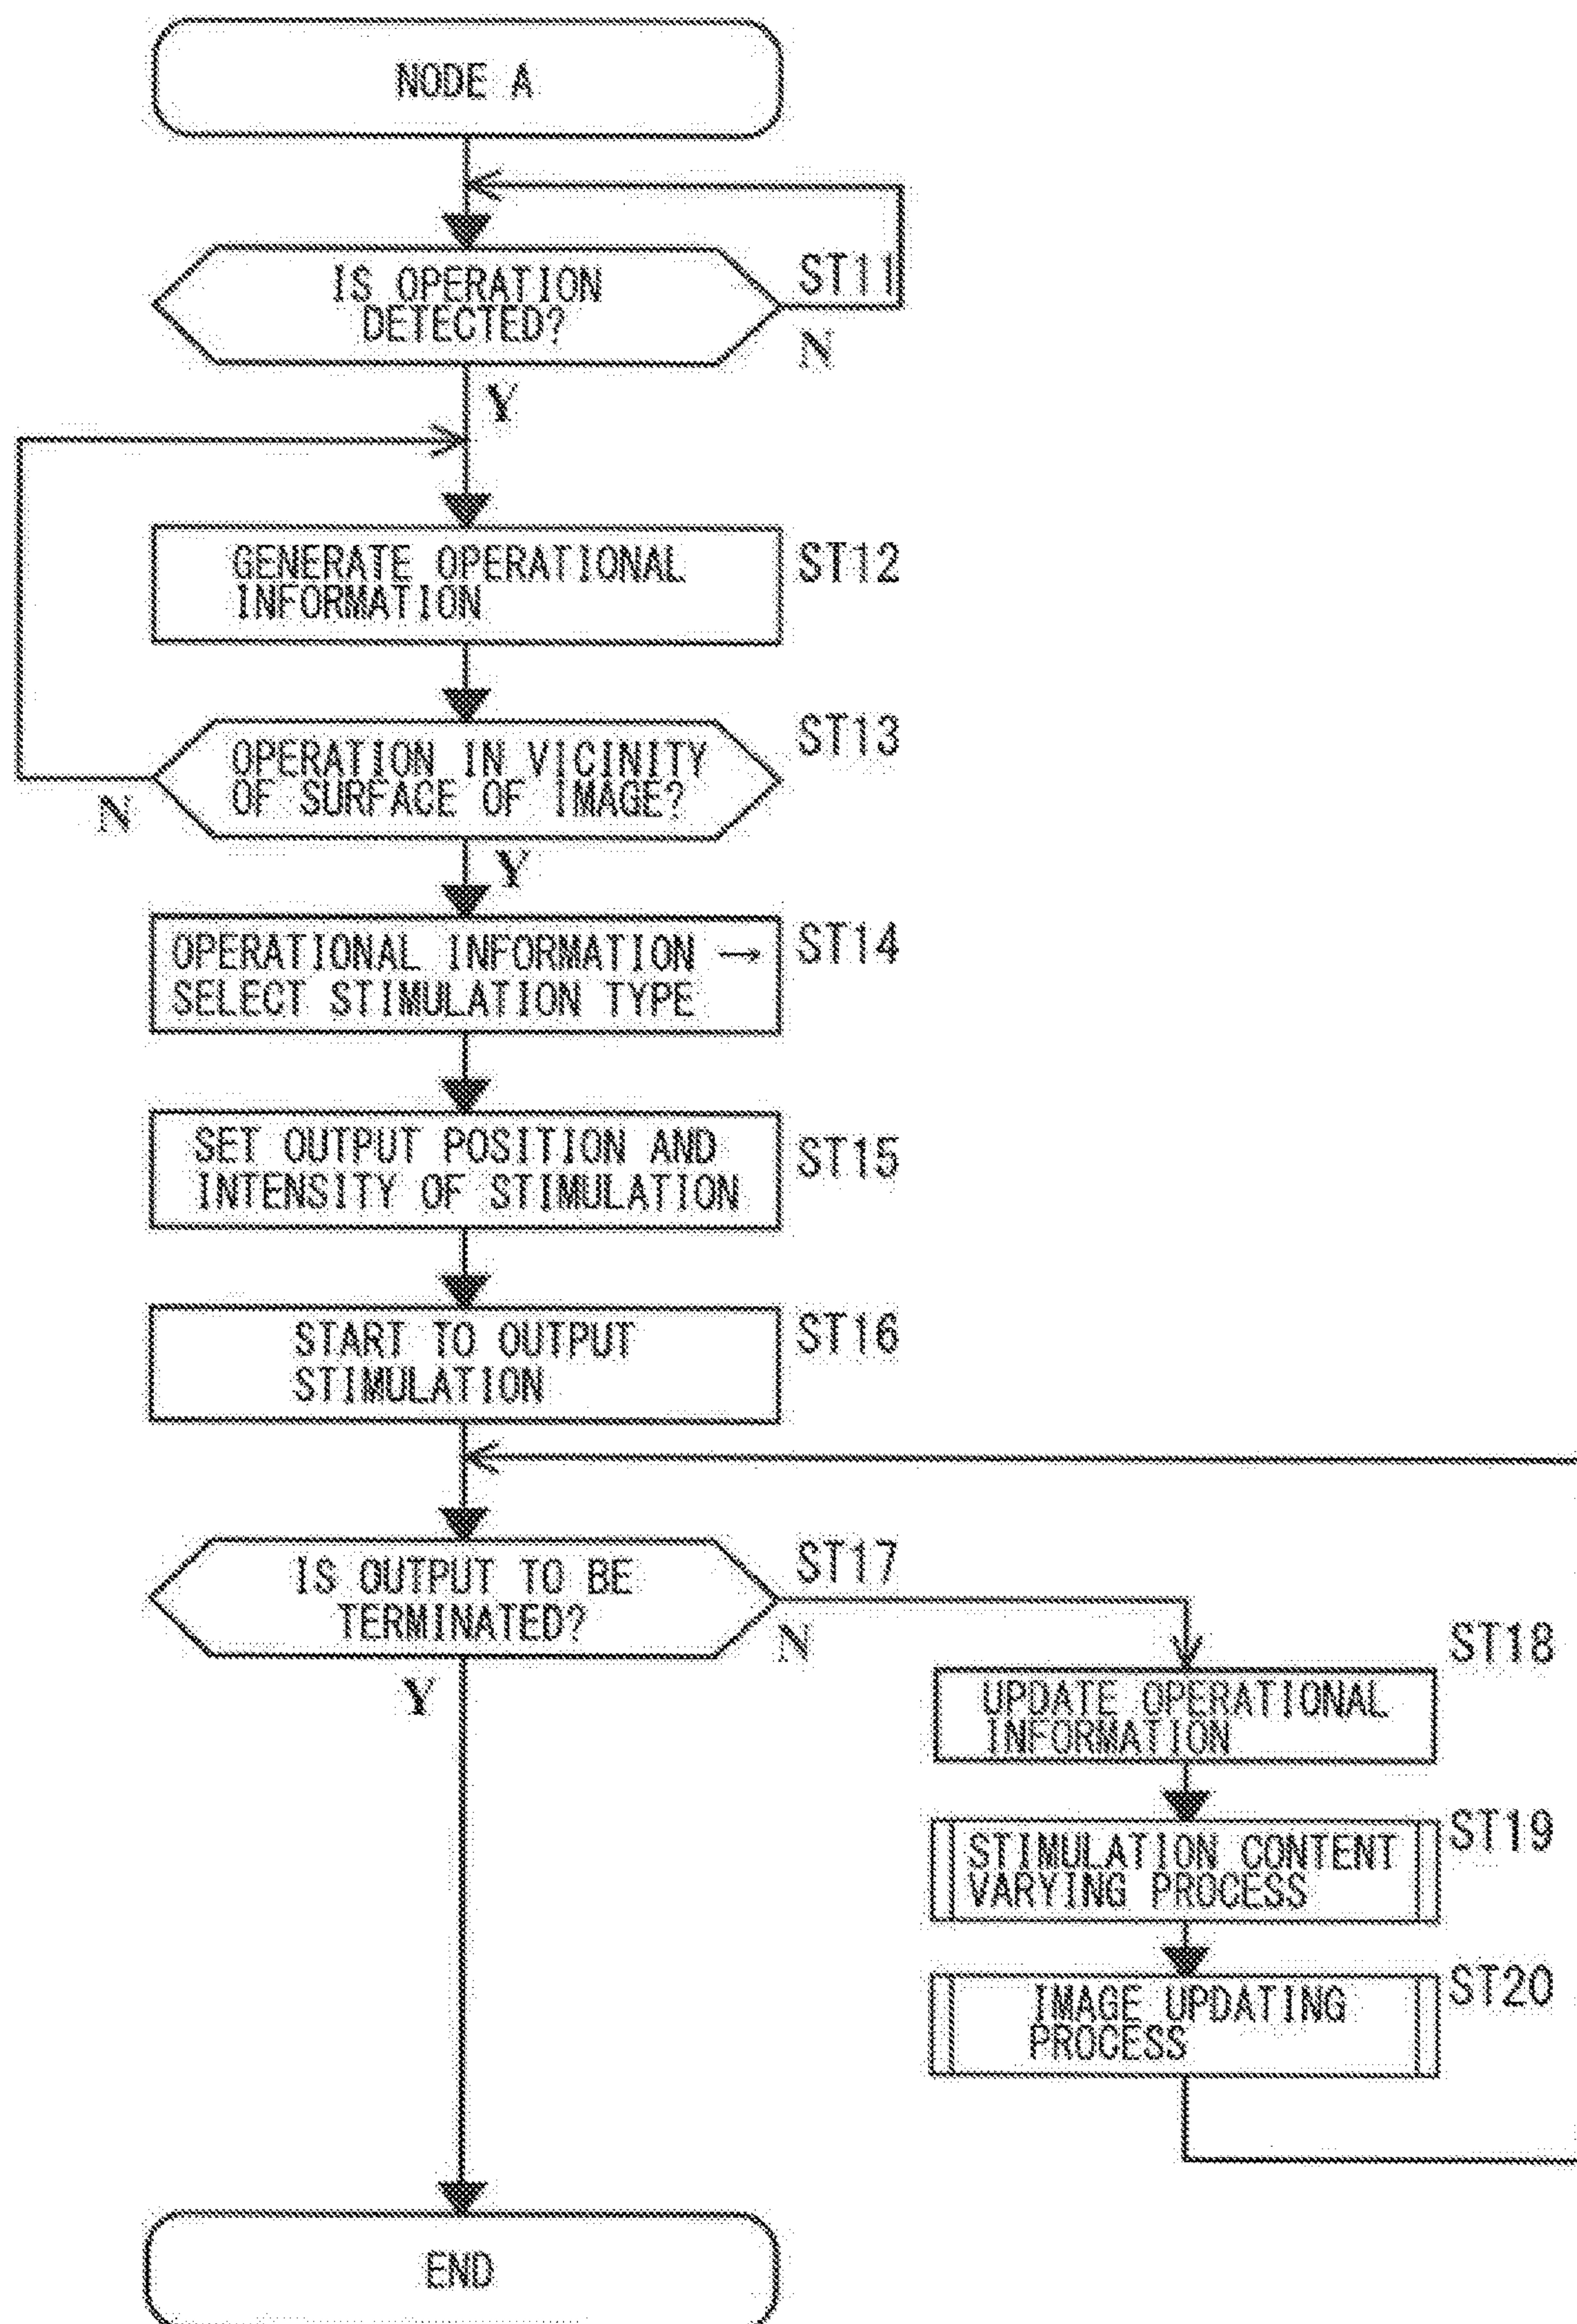 NODE A
IS OPERATION
DETECTED?
ST11
N
Y
GENERATE OPERATIONAL
INFORMATION
ST12
OPERATION IN VICINITY
OF SURFACE OF IMAGE?
ST13
N
Y
OPERATIONAL INFORMATION →
SELECT STIMULATION TYPE
ST14
SET OUTPUT POSITION AND
INTENSITY OF STIMULATION
ST15
START TO OUTPUT
STIMULATION
ST16
IS OUTPUT TO BE
TERMINATED?
ST17
N
Y
UPDATE OPERATIONAL
INFORMATION
ST18
STIMULATION CONTENT
VARYING PROCESS
ST19
IMAGE UPDATING
PROCESS
ST20
END